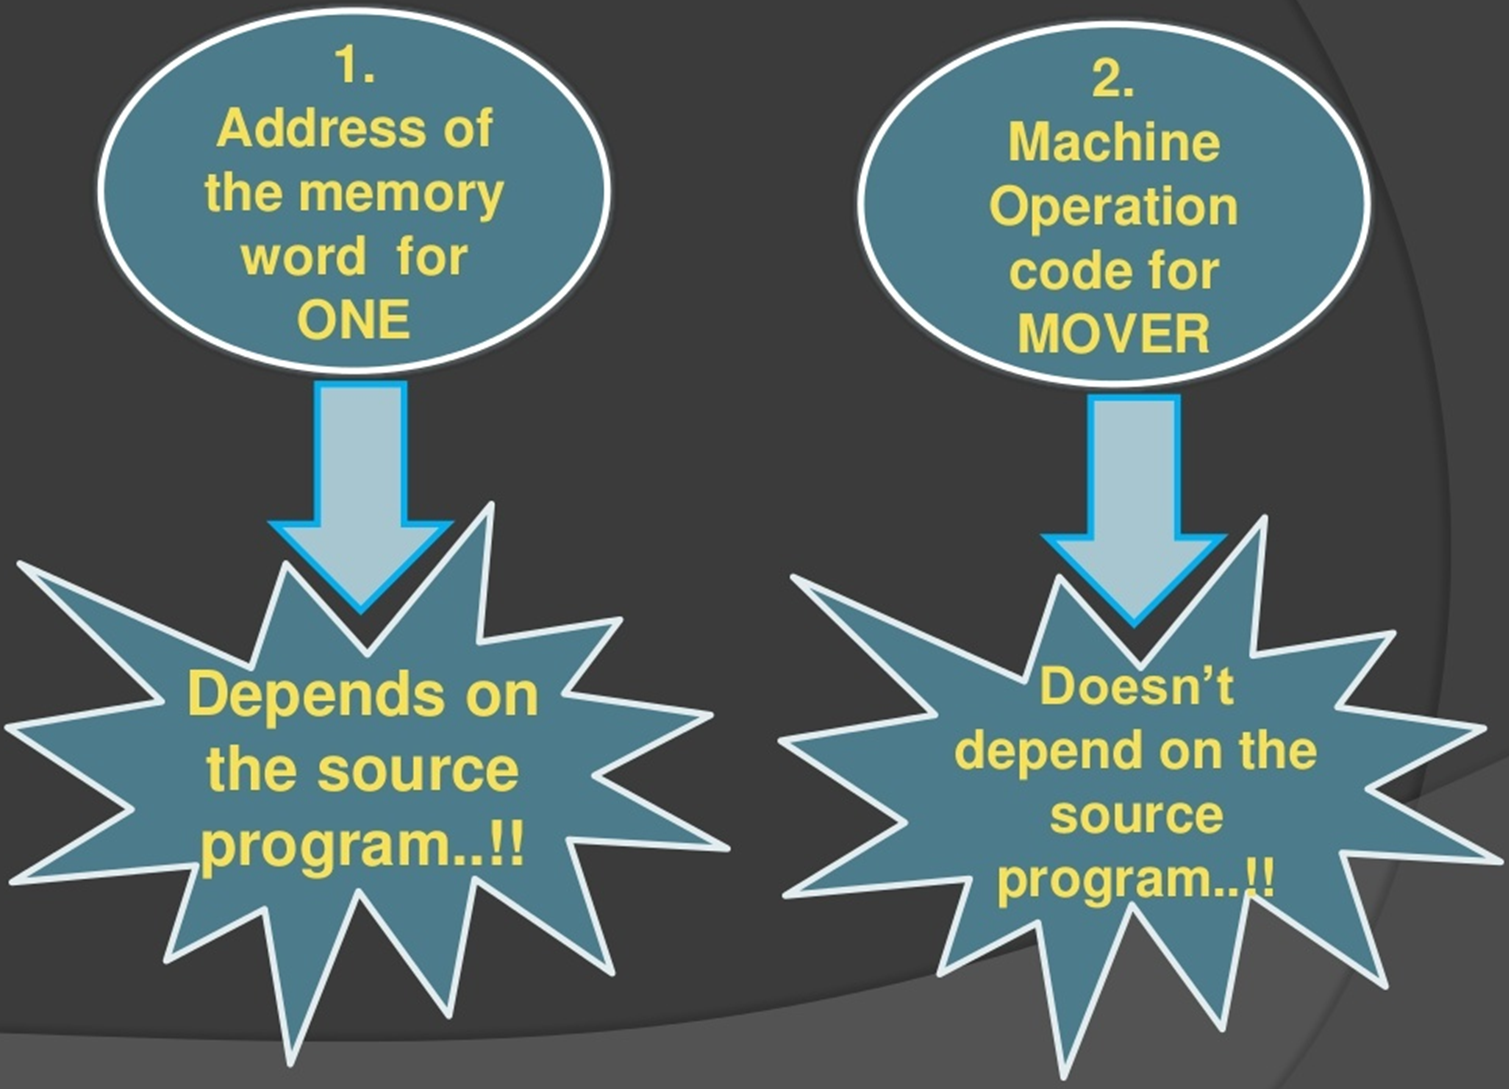 1.
Address of
the memory
word for
ONE
Depends on
the source
program..!!
2.
Machine
Operation
code for
MOVER
Doesn’t
depend on the
source
program..!!